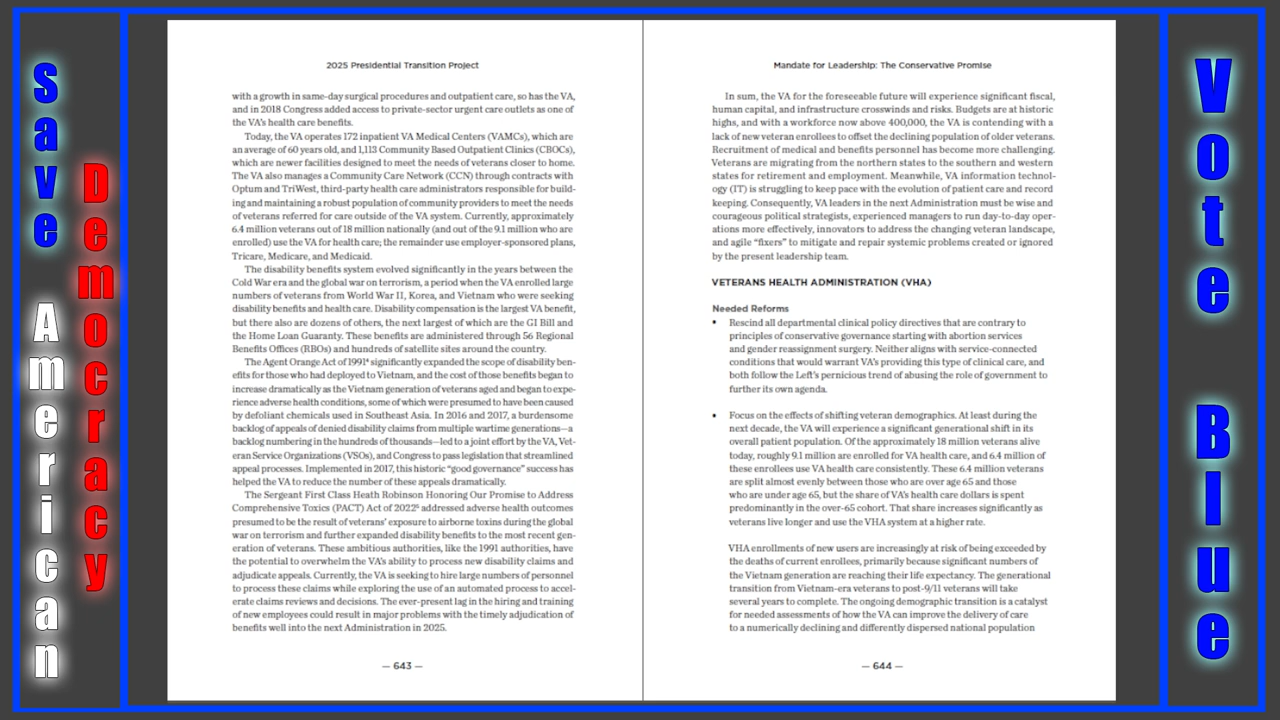 Save
American
Democracy
2025 Presidential Transition Project
with a growth in same-day surgical procedures and outpatient care, so has the VA,
and in 2018 Congress added access to private-sector urgent care outlets as one of
the VA's health care benefits.
Today, the VA operates 172 inpatient VA Medical Centers (VAMCs), which are
an average of 60 years old, and 1,113 Community Based Outpatient Clinics (CBOCs),
which are newer facilities designed to meet the needs of veterans closer to home.
The VA also manages a Community Care Network (CCN) through contracts with
Optum and TriWest, third-party health care administrators responsible for build-
ing and maintaining a robust population of community providers to meet the needs
of veterans referred for care outside of the VA system. Currently, approximately
6.4 million veterans out of 18 million nationally (and out of the 9.1 million who are
enrolled) use the VA for health care; the remainder use employer-sponsored plans,
Tricare, Medicare, and Medicaid.
The disability benefits system evolved significantly in the years between the
Cold War era and the global war on terrorism, a period when the VA enrolled large
numbers of veterans from World War II, Korea, and Vietnam who were seeking
disability benefits and health care. Disability compensation is the largest VA benefit,
but there also are dozens of others, the next largest of which are the GI Bill and
the Home Loan Guaranty. These benefits are administered through 56 Regional
Benefits Offices (RBOs) and hundreds of satellite sites around the country.
The Agent Orange Act of 1991⁴ significantly expanded the scope of disability ben-
efits for those who had deployed to Vietnam, and the cost of those benefits began to
increase dramatically as the Vietnam generation of veterans aged and began to expe-
rience adverse health conditions, some of which were presumed to have been caused
by defoliant chemicals used in Southeast Asia. In 2016 and 2017, a burdensome
backlog of appeals of denied disability claims from multiple wartime generations—a
backlog numbering in the hundreds of thousands—led to a joint effort by the VA, Vet-
eran Service Organizations (VSOs), and Congress to pass legislation that streamlined
appeal processes. Implemented in 2017, this historic "good governance" success has
helped the VA to reduce the number of these appeals dramatically.
The Sergeant First Class Heath Robinson Honoring Our Promise to Address
Comprehensive Toxics (PACT) Act of 2022⁵ addressed adverse health outcomes
presumed to be the result of veterans' exposure to airborne toxins during the global
war on terrorism and further expanded disability benefits to the most recent gen-
eration of veterans. These ambitious authorities, like the 1991 authorities, have
the potential to overwhelm the VA's ability to process new disability claims and
adjudicate appeals. Currently, the VA is seeking to hire large numbers of personnel
to process these claims while exploring the use of an automated process to accel-
erate claims reviews and decisions. The ever-present lag in the hiring and training
of new employees could result in major problems with the timely adjudication of
benefits well into the next Administration in 2025.
— 643 —
Mandate for Leadership: The Conservative Promise
In sum, the VA for the foreseeable future will experience significant fiscal,
human capital, and infrastructure crosswinds and risks. Budgets are at historic
highs, and with a workforce now above 400,000, the VA is contending with a
lack of new veteran enrollees to offset the declining population of older veterans.
Recruitment of medical and benefits personnel has become more challenging.
Veterans are migrating from the northern states to the southern and western
states for retirement and employment. Meanwhile, VA information technol-
ogy (IT) is struggling to keep pace with the evolution of patient care and record
keeping. Consequently, VA leaders in the next Administration must be wise and
courageous political strategists, experienced managers to run day-to-day oper-
ations more effectively, innovators to address the changing veteran landscape,
and agile "fixers" to mitigate and repair systemic problems created or ignored
by the present leadership team.
VETERANS HEALTH ADMINISTRATION (VHA)
Needed Reforms
• Rescind all departmental clinical policy directives that are contrary to
principles of conservative governance starting with abortion services
and gender reassignment surgery. Neither aligns with service-connected
conditions that would warrant VA's providing this type of clinical care, and
both follow the Left's pernicious trend of abusing the role of government to
further its own agenda.
• Focus on the effects of shifting veteran demographics. At least during the
next decade, the VA will experience a significant generational shift in its
overall patient population. Of the approximately 18 million veterans alive
today, roughly 9.1 million are enrolled for VA health care, and 6.4 million of
these enrollees use VA health care consistently. These 6.4 million veterans
are split almost evenly between those who are over age 65 and those
who are under age 65, but the share of VA's health care dollars is spent
predominantly in the over-65 cohort. That share increases significantly as
veterans live longer and use the VHA system at a higher rate.
VHA enrollments of new users are increasingly at risk of being exceeded by
the deaths of current enrollees, primarily because significant numbers of
the Vietnam generation are reaching their life expectancy. The generational
transition from Vietnam-era veterans to post-9/11 veterans will take
several years to complete. The ongoing demographic transition is a catalyst
for needed assessments of how the VA can improve the delivery of care
to a numerically declining and differently dispersed national population
— 644 —
Vote
Blue